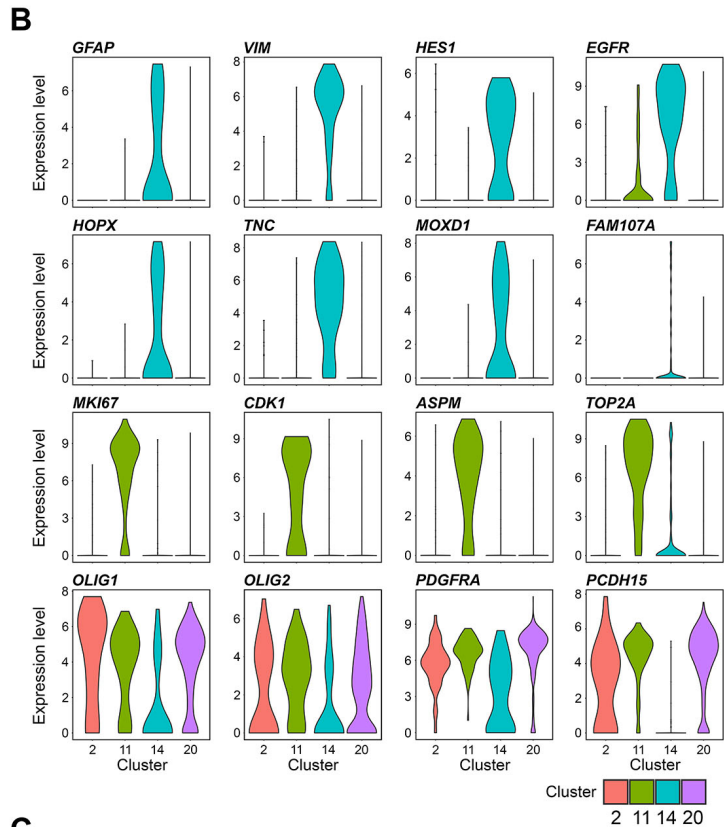 B
GFAP VIM HES1 EGFR
Expression level
6 4 2 0
8 6 4 2 0
6 4 2 0
9 6 3 0
HOPX TNC MOXD1 FAM107A
Expression level
6 4 2 0
8 6 4 2 0
8 6 4 2 0
6 4 2 0
MKI67 CDK1 ASPM TOP2A
Expression level
9 6 3 0
9 6 3 0
6 4 2 0
9 6 3 0
OLIG1 OLIG2 PDGFRA PCDH15
Expression level
8 6 4 2 0
6 4 2 0
9 6 3 0
8 6 4 2 0
2 11 14 20 2 11 14 20 2 11 14 20 2 11 14 20
Cluster Cluster Cluster Cluster
Cluster
2 11 14 20